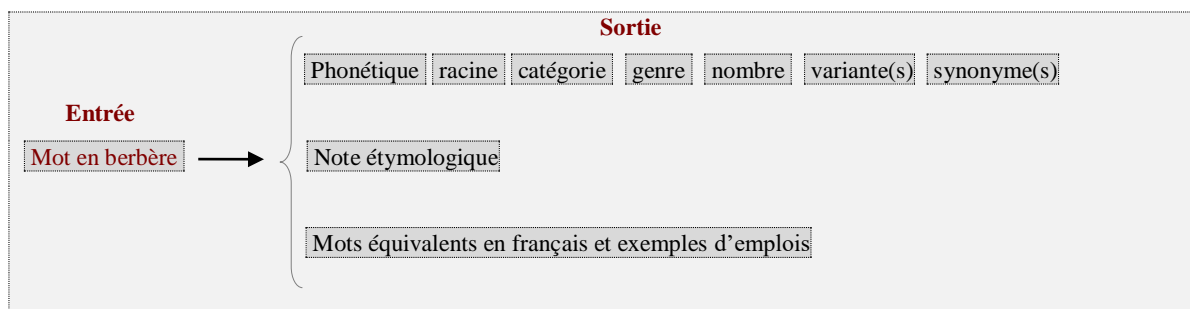 Sortie
Phonétique racine catégorie genre nombre variante(s) synonyme(s)
Entrée
Mot en berbère
Note étymologique
Mots équivalents en français et exemples d’emplois